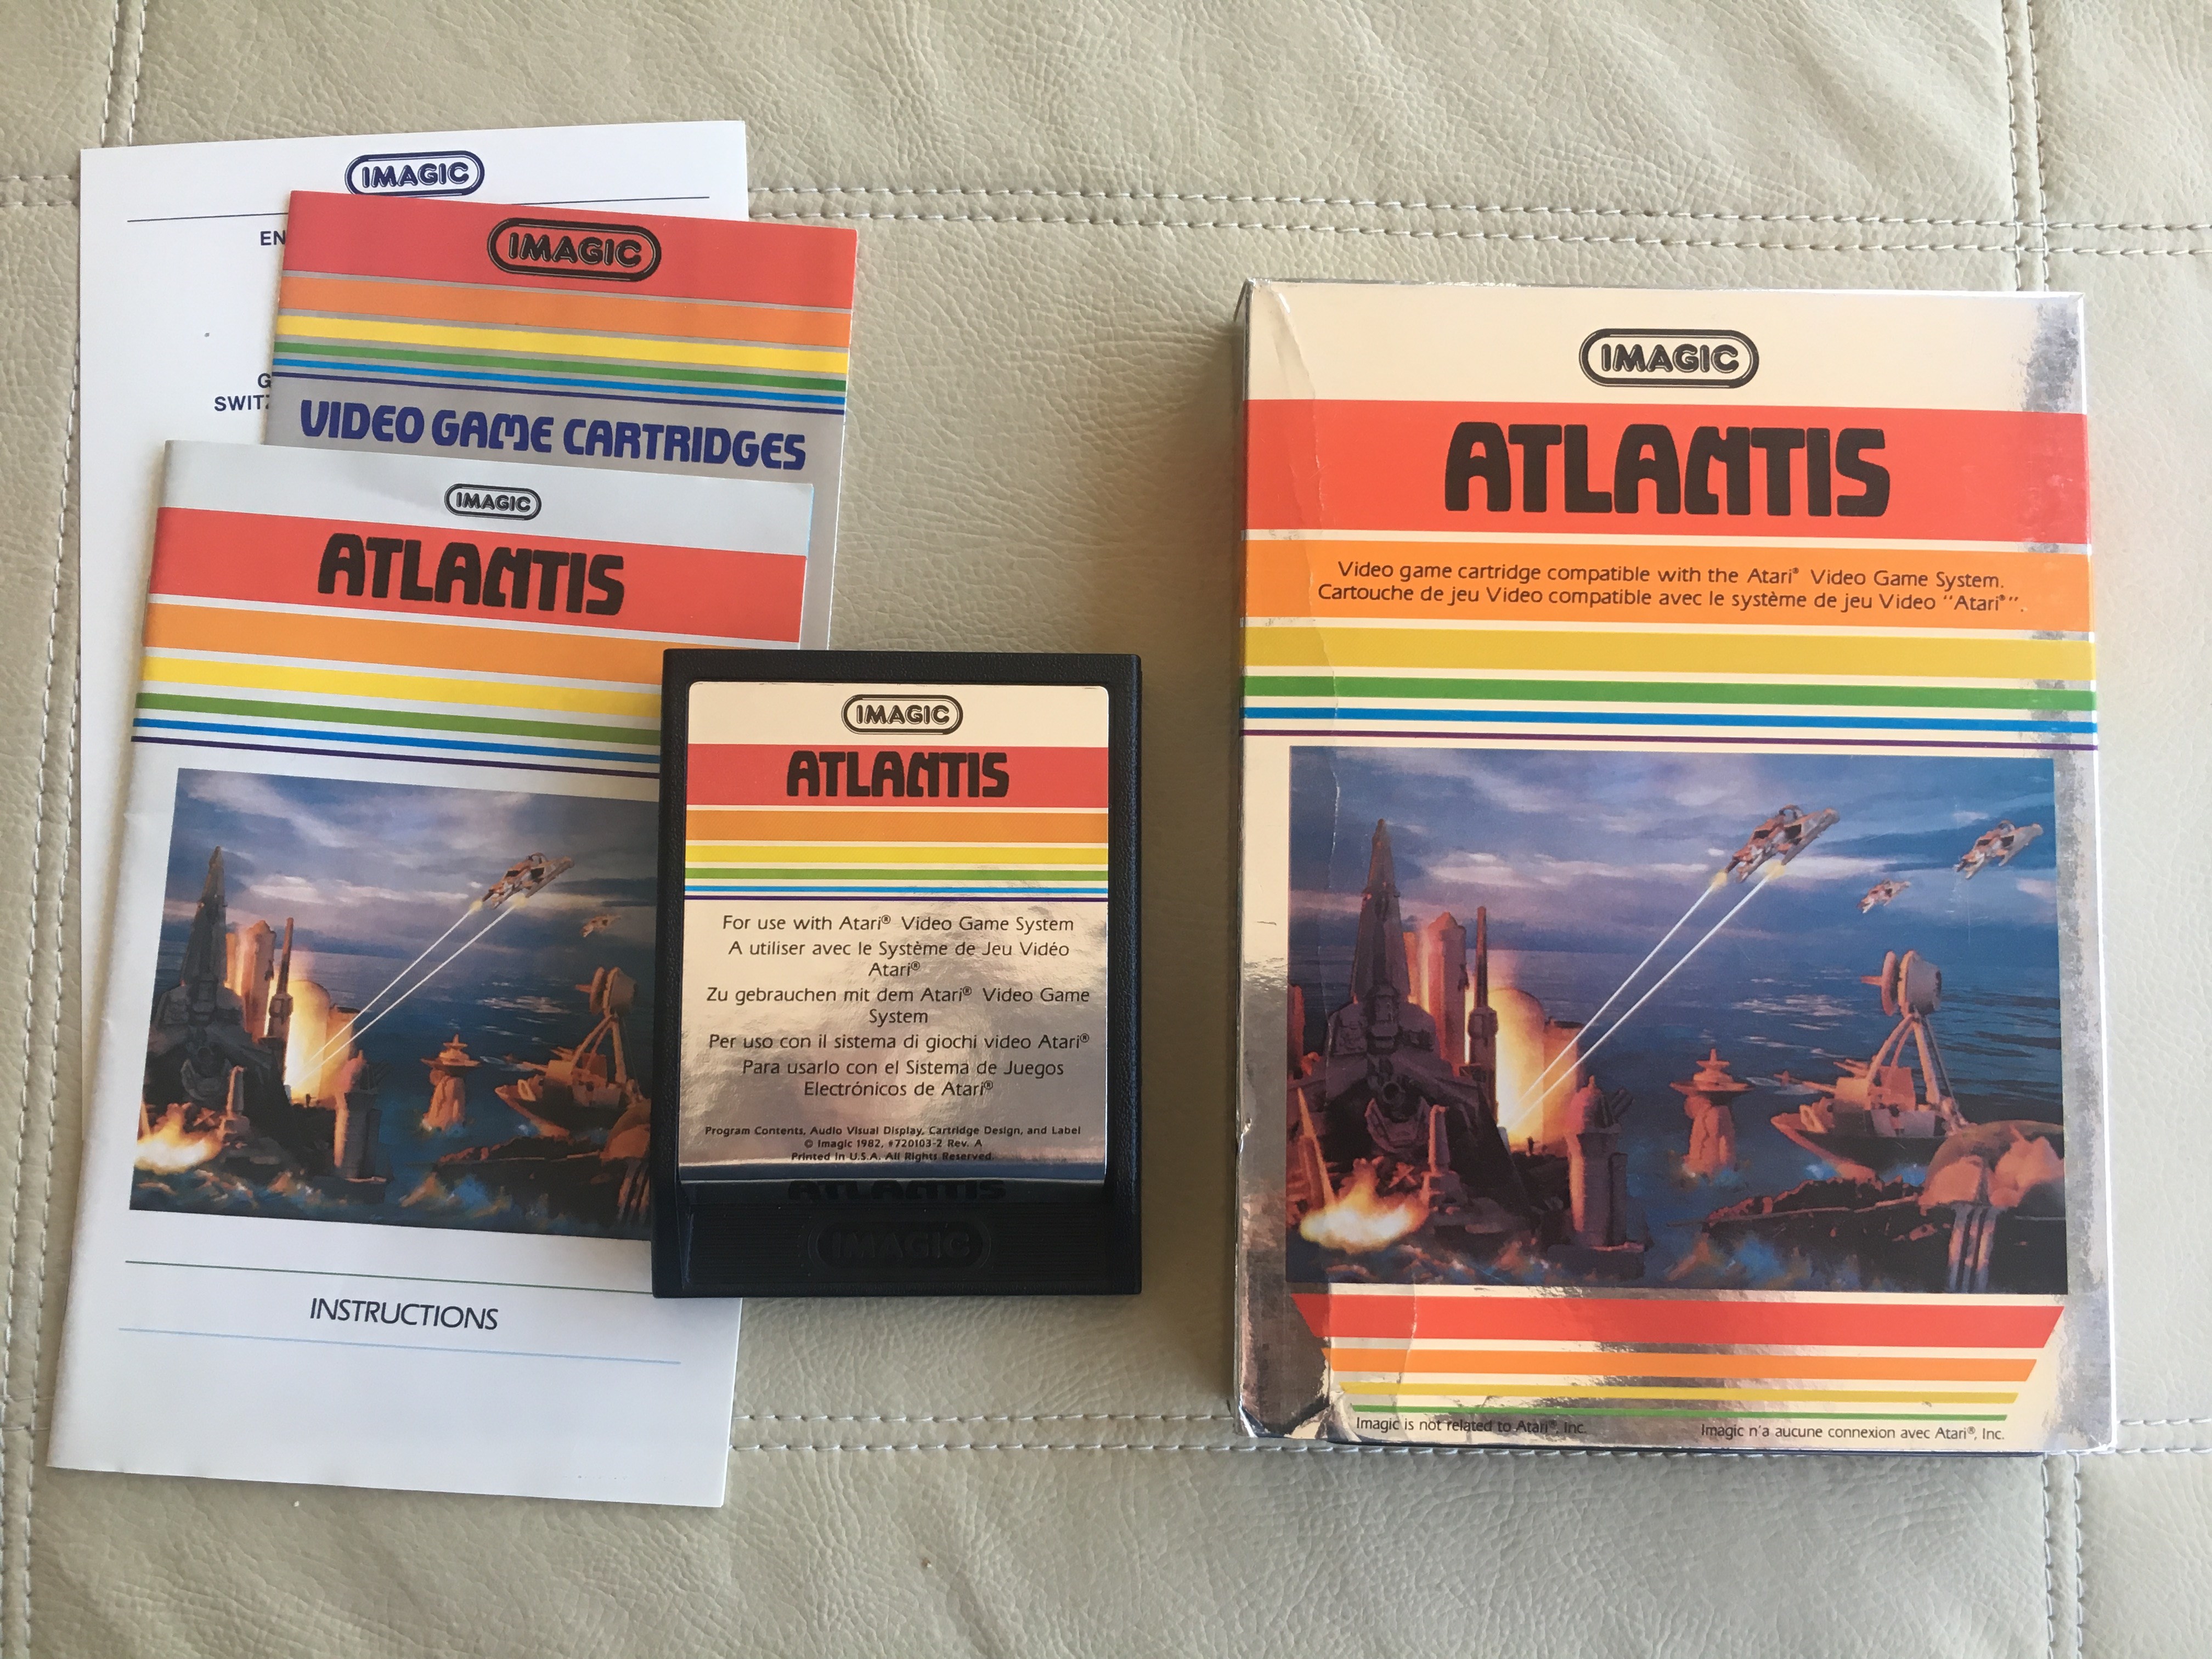 IMAGIC
EN
G
SWITZ
IMAGIC
VIDEO GAME CARTRIDGES
IMAGIC
ATLANTIS
INSTRUCTIONS
IMAGIC
ATLANTIS
For use with Atari® Video Game System
A utiliser avec le Système de Jeu Vidéo
Atari®
Zu gebrauchen mit dem Atari® Video Game
System
Per uso con il sistema di giochi video Atari®
Para usarlo con el Sistema de Juegos
Electrónicos de Atari®
Program Contents, Audio Visual Display, Cartridge Design, and Label
© Imagic 1982, #720103-2 Rev. A
Printed in U.S.A. All Rights Reserved.
ATLANTIS
IMAGIC
IMAGIC
ATLANTIS
Video game cartridge compatible with the Atari® Video Game System.
Cartouche de jeu Video compatible avec le système de jeu Video "Atari®".
Imagic is not related to Atari®, Inc.
Imagic n'a aucune connexion avec Atari®, Inc.